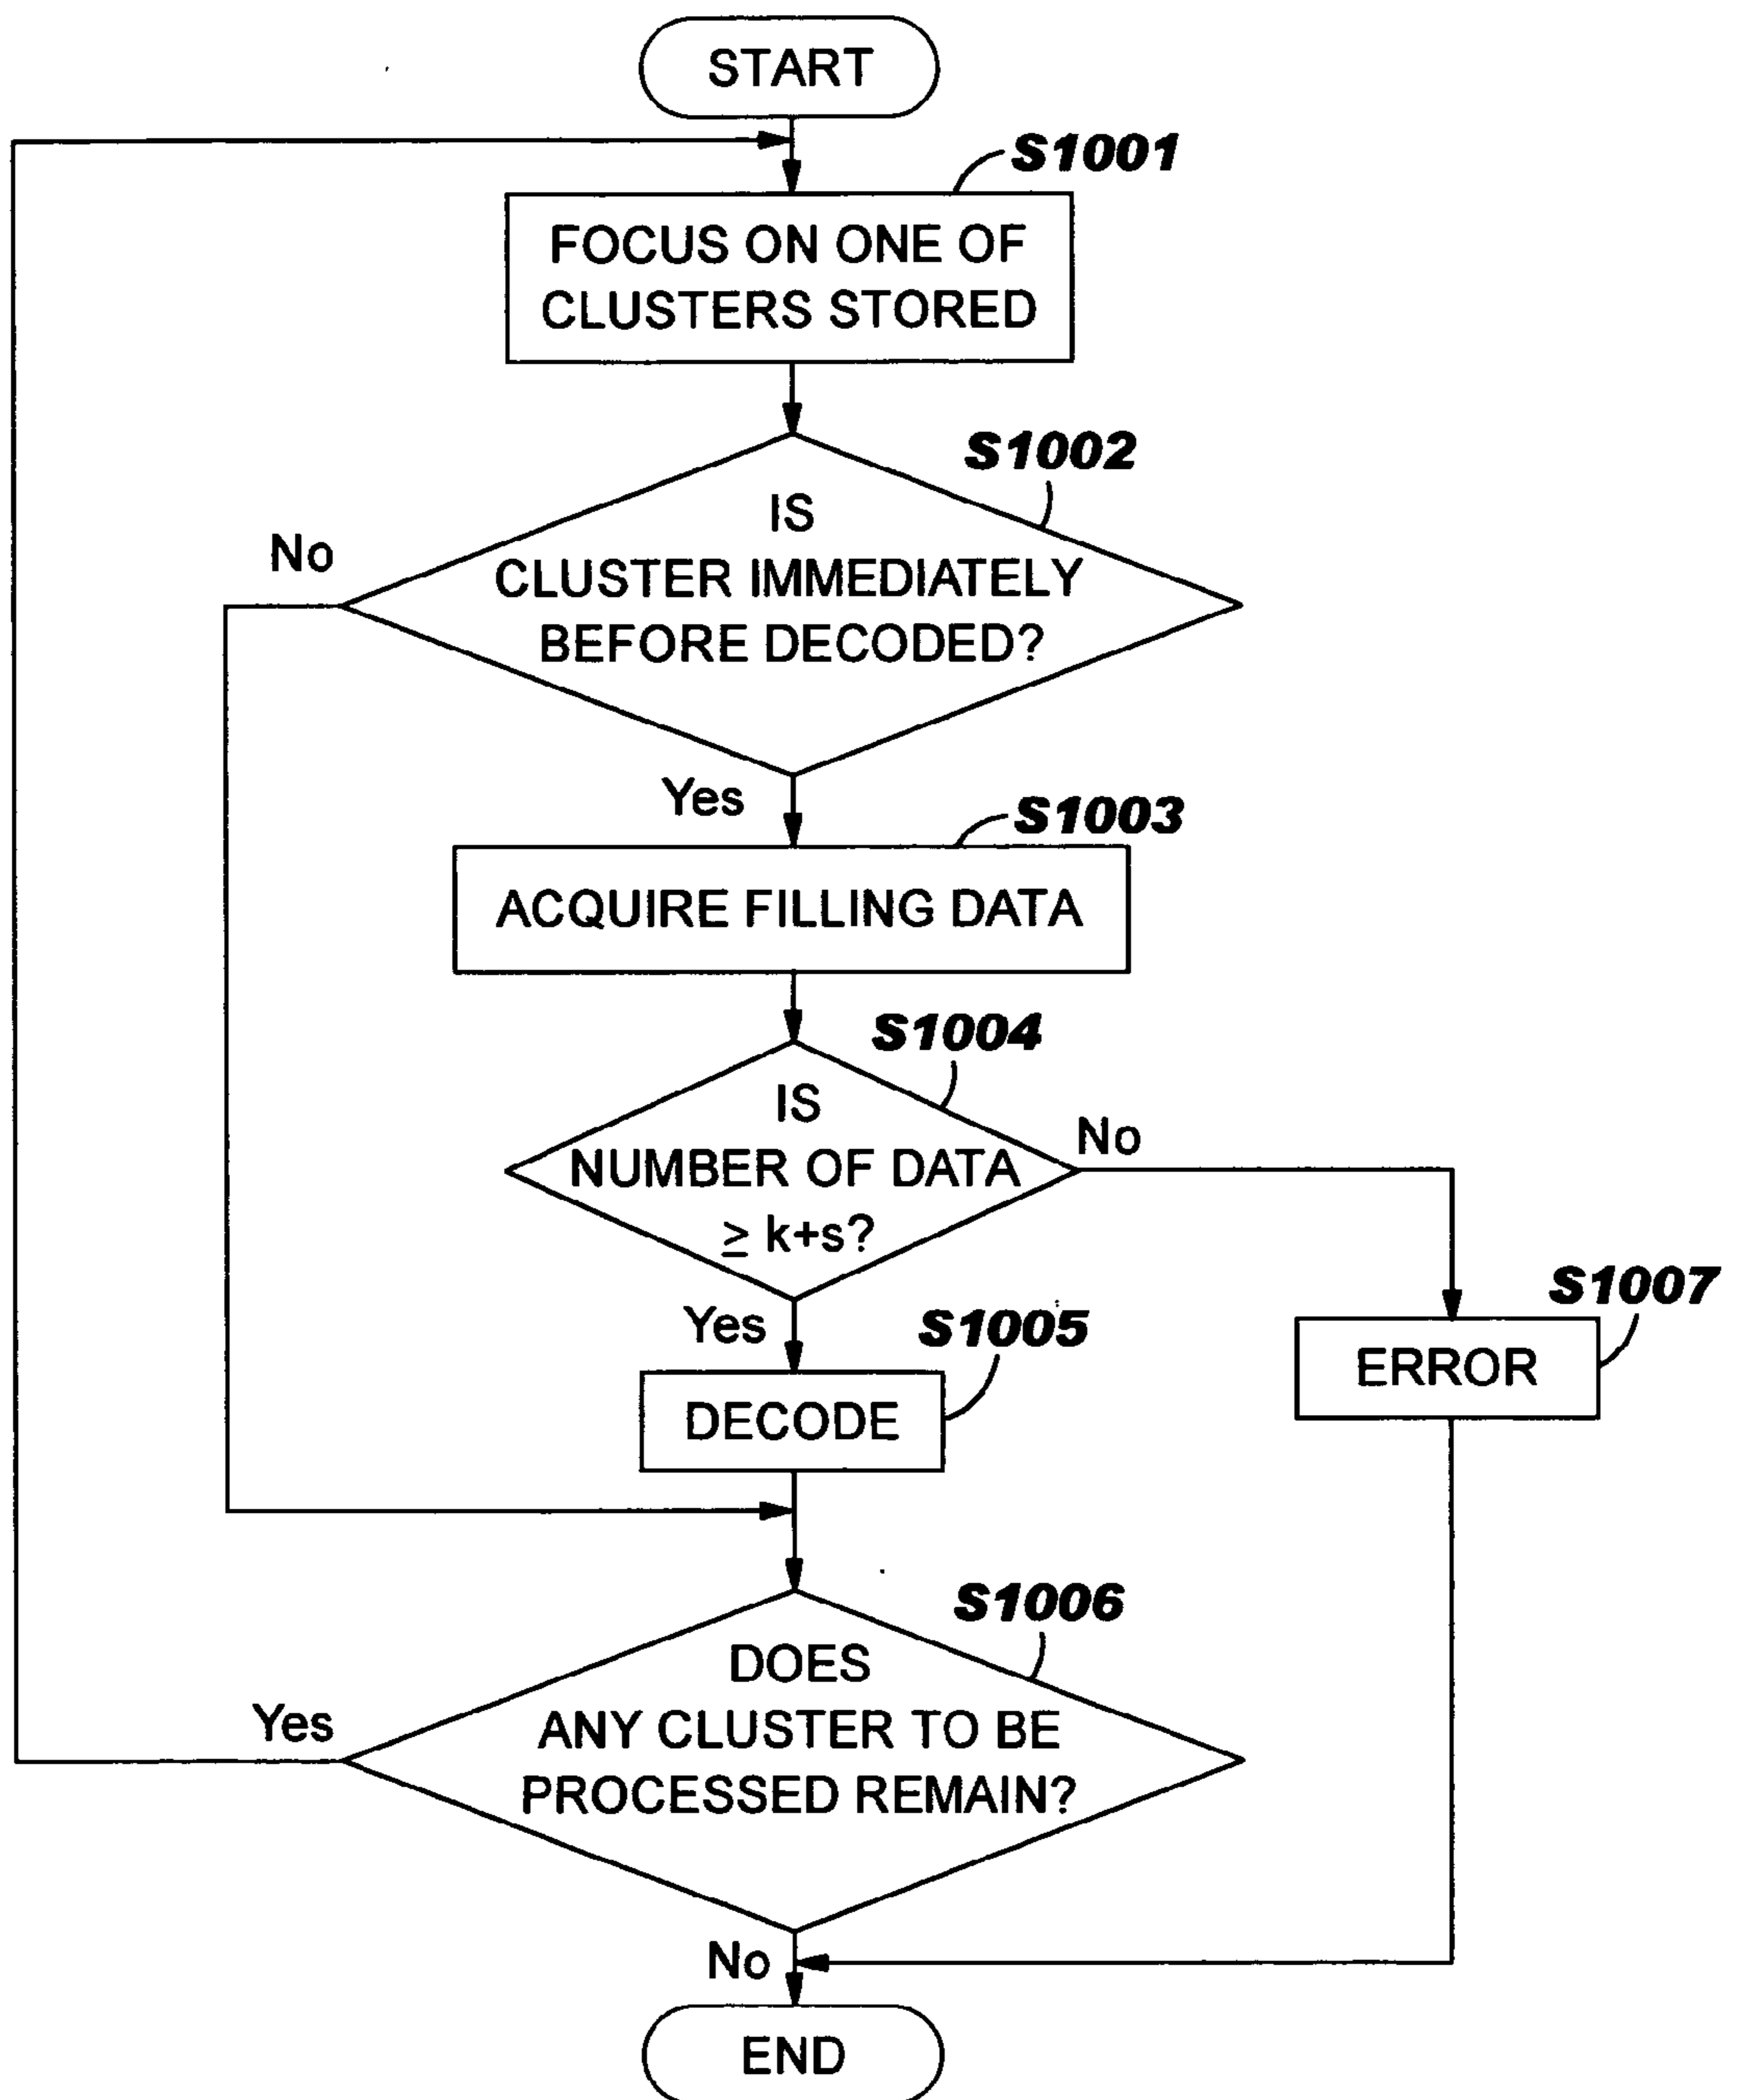 START
S1001
FOCUS ON ONE OF
CLUSTERS STORED
S1002
IS
CLUSTER IMMEDIATELY
BEFORE DECODED?
No
Yes
S1003
ACQUIRE FILLING DATA
S1004
IS
NUMBER OF DATA
≥ k+s?
No
Yes
S1005
DECODE
S1007
ERROR
S1006
DOES
ANY CLUSTER TO BE
PROCESSED REMAIN?
Yes
No
END